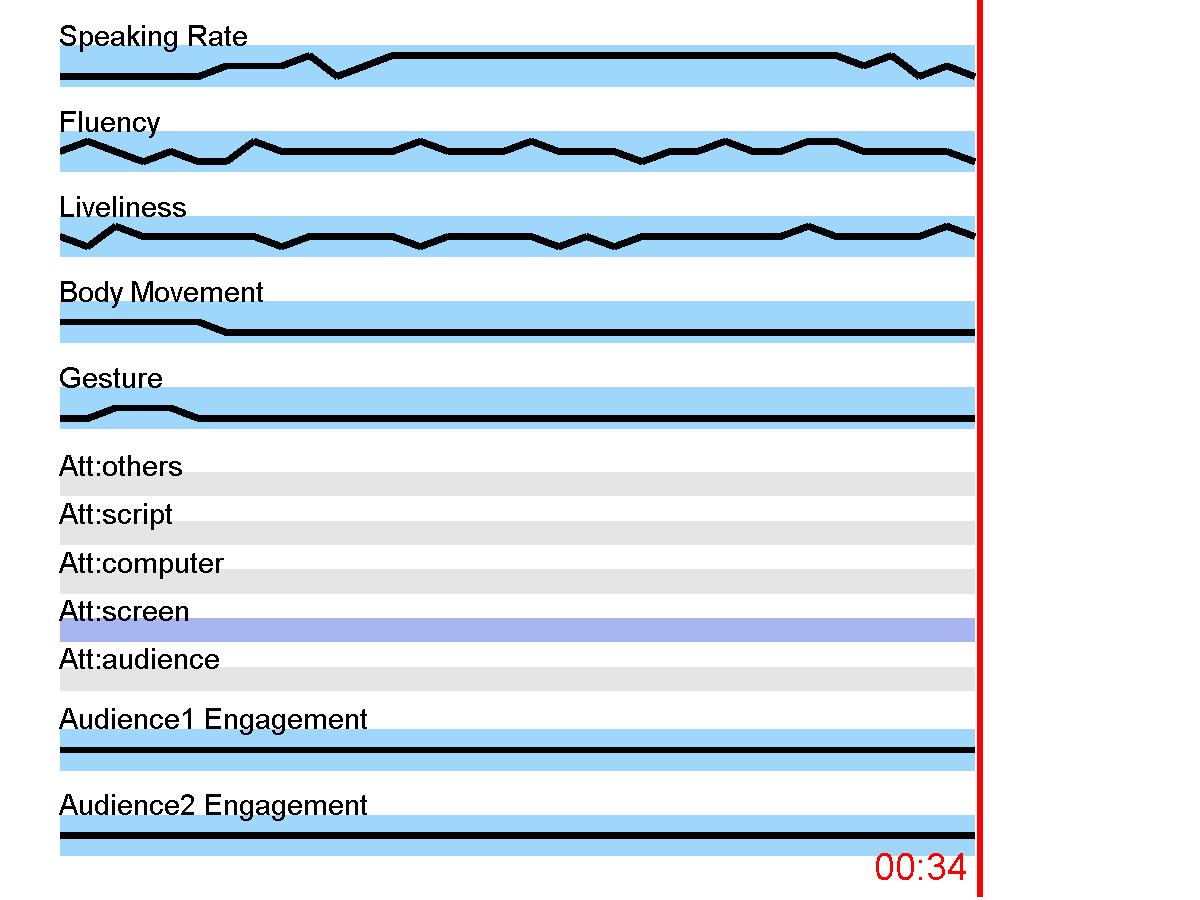 Speaking Rate
Fluency
Liveliness
Body Movement
Gesture
Att:others
Att:script
Att:computer
Att:screen
Att:audience
Audience1 Engagement
Audience2 Engagement
00:34